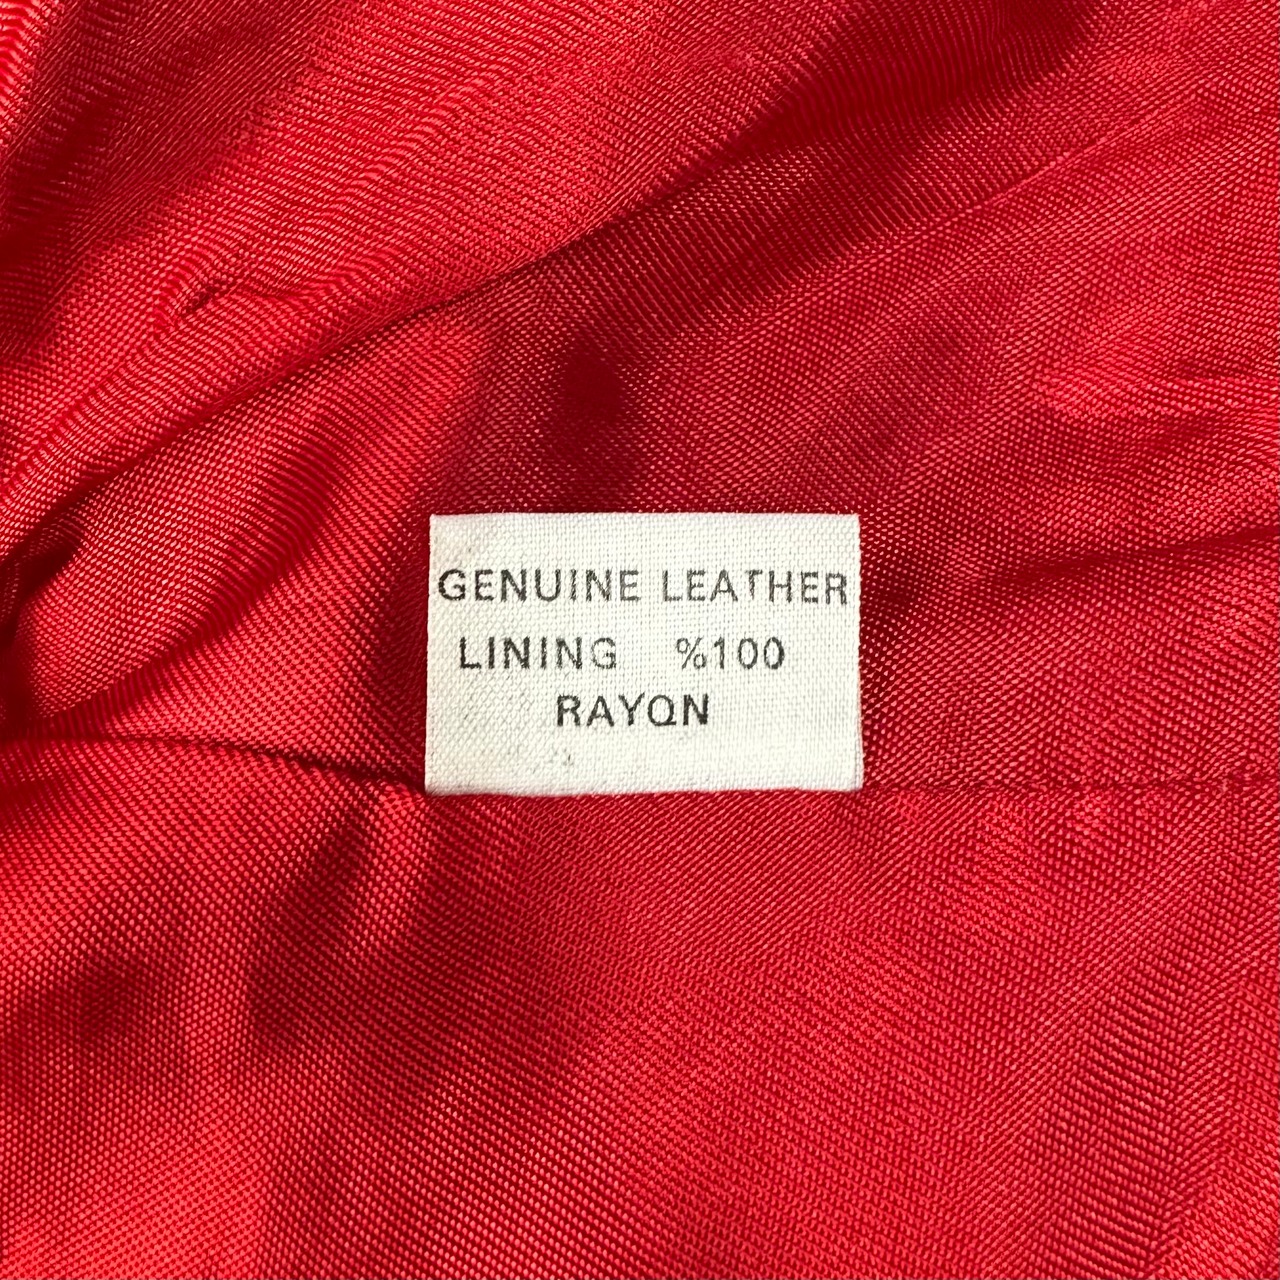 GENUINE LEATHER
LINING %100
RAYON